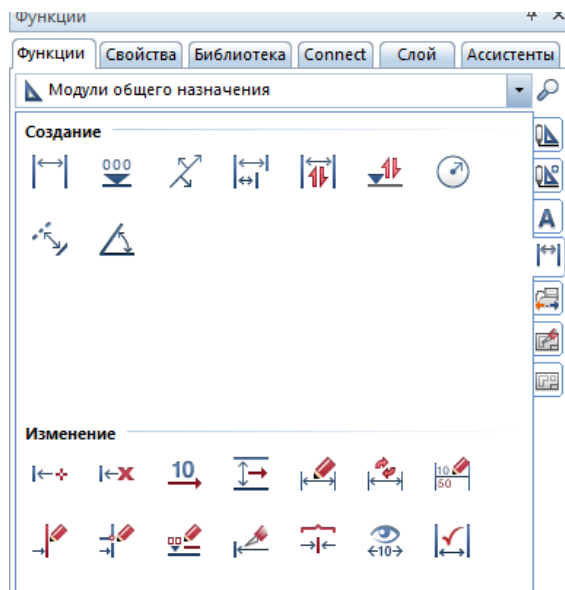 Функции
Функции Свойства Библиотека Connect Слой Ассистенты
Модули общего назначения
Создание
000
A
Изменение
10
10
50
10